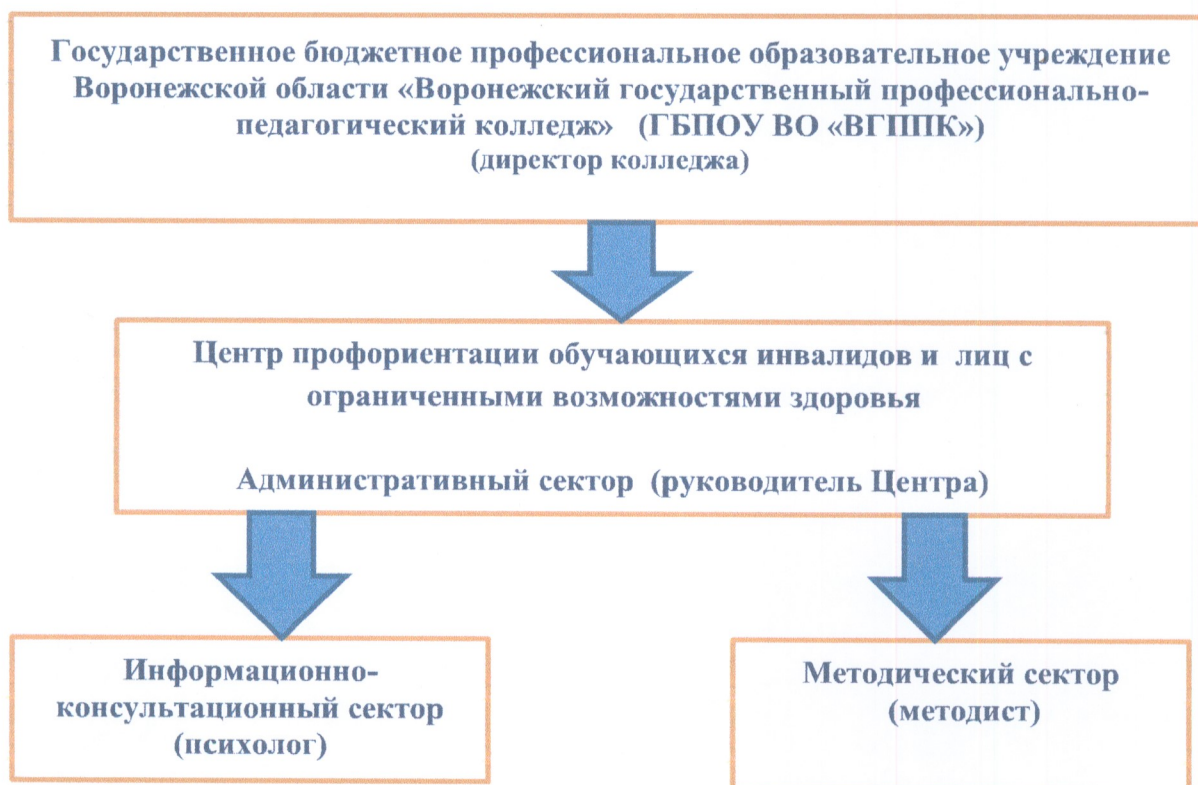 Государственное бюджетное профессиональное образовательное учреждение
Воронежской области «Воронежский государственный профессионально-
педагогический колледж» (ГБПОУ ВО «ВГППК»)
(директор колледжа)
Центр профориентации обучающихся инвалидов и лиц с
ограниченными возможностями здоровья
Административный сектор (руководитель Центра)
Информационно-
консультационный сектор
(психолог)
Методический сектор
(методист)